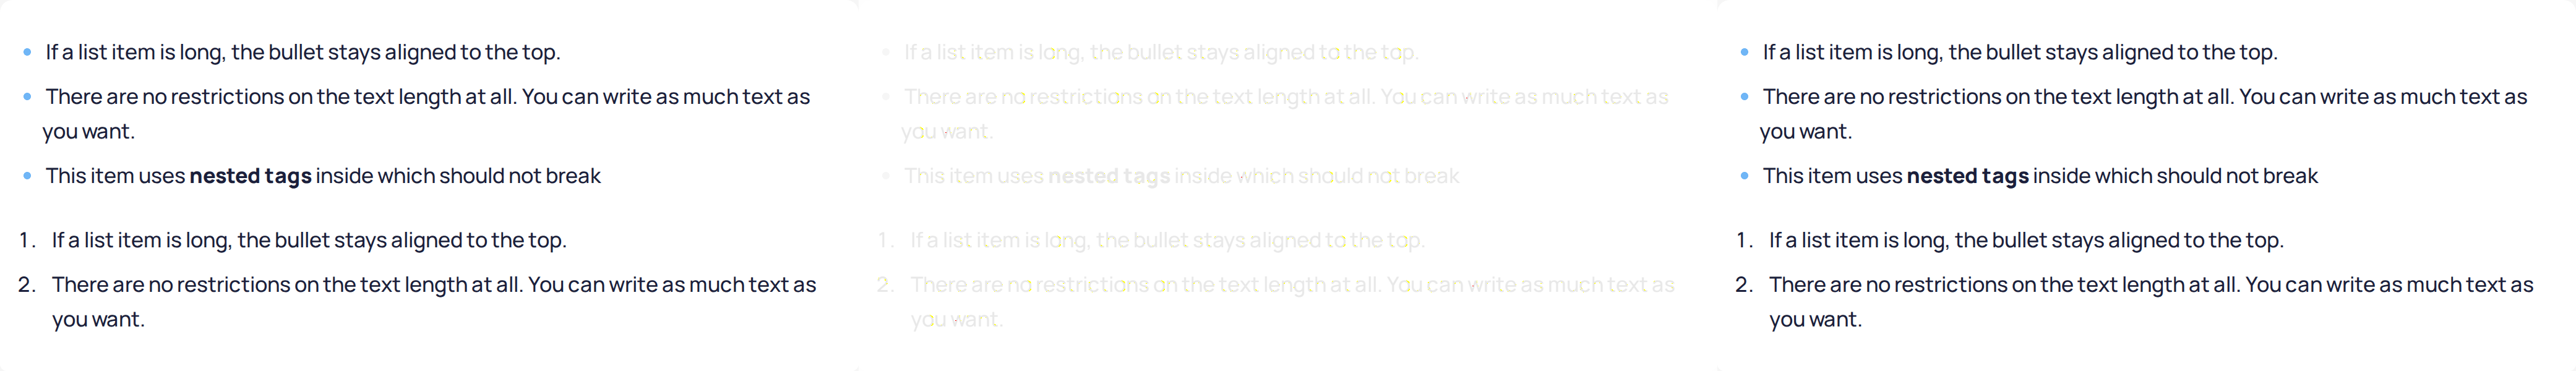 If a list item is long, the bullet stays aligned to the top.
There are no restrictions on the text length at all. You can write as much text as
you want.
This item uses nested tags inside which should not break
1. If a list item is long, the bullet stays aligned to the top.
2. There are no restrictions on the text length at all. You can write as much text as
you want.
If a list item is long, the bullet stays aligned to the top.
There are no restrictions on the text length at all. You can write as much text as
you want.
This item uses nested tags inside which should not break
1. If a list item is long, the bullet stays aligned to the top.
2. There are no restrictions on the text length at all. You can write as much text as
you want.
If a list item is long, the bullet stays aligned to the top.
There are no restrictions on the text length at all. You can write as much text as
you want.
This item uses nested tags inside which should not break
1. If a list item is long, the bullet stays aligned to the top.
2. There are no restrictions on the text length at all. You can write as much text as
you want.